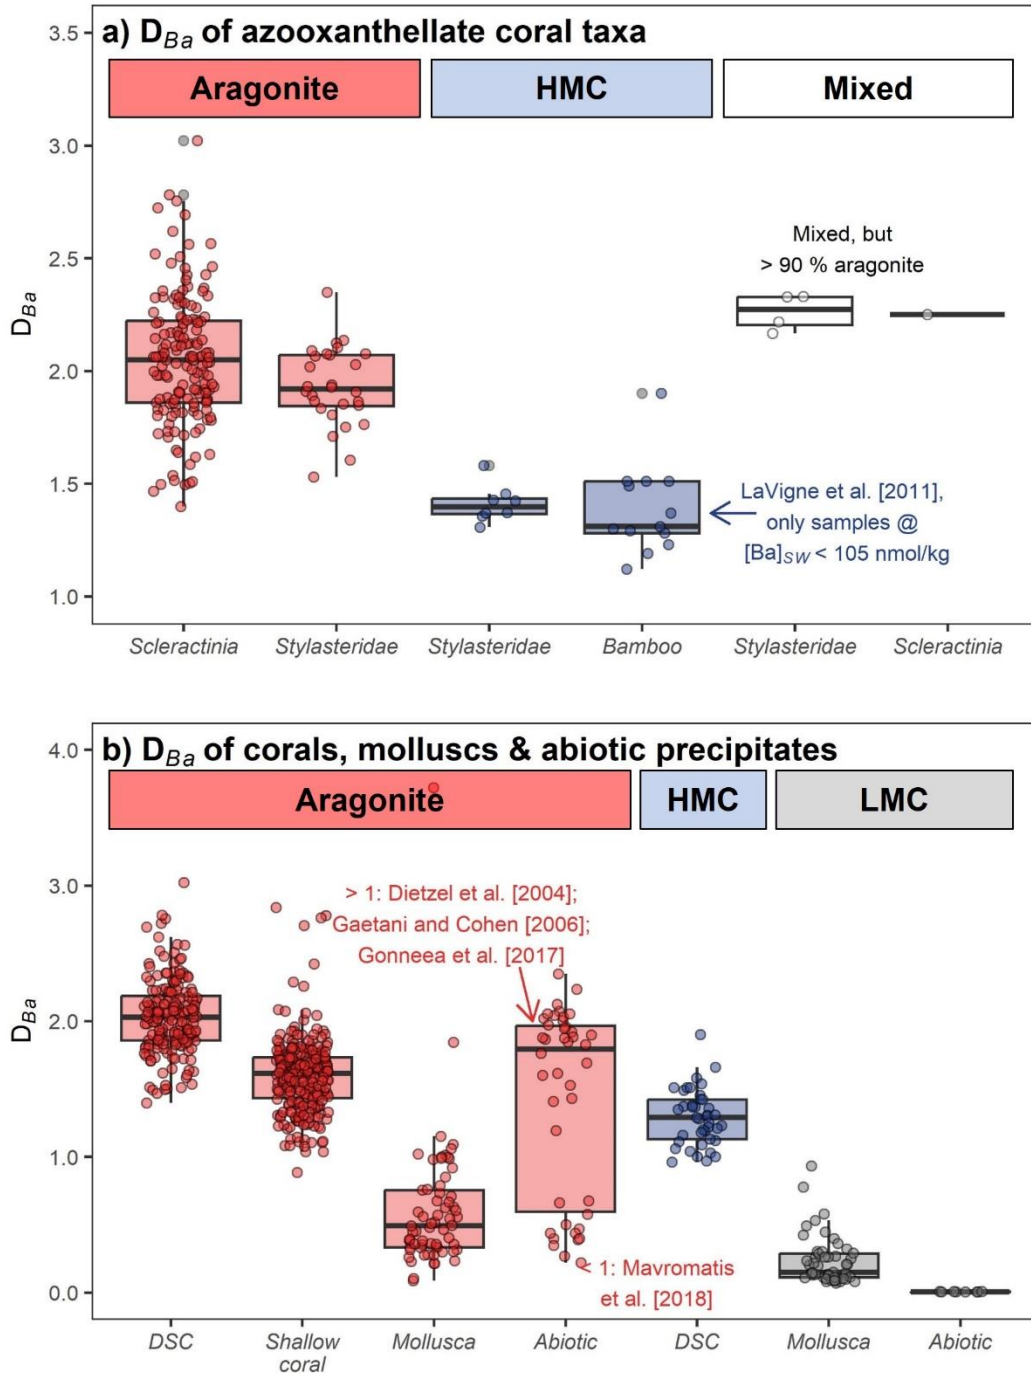 a) D_Ba of azooxanthellate coral taxa
Aragonite HMC Mixed
3.5
3.0
2.5
2.0
1.5
1.0
D_Ba
Mixed, but
> 90 % aragonite
LaVigne et al. [2011],
only samples @
[Ba]_SW < 105 nmol/kg
Scleractinia Stylasteridae Stylasteridae Bamboo Stylasteridae Scleractinia
b) D_Ba of corals, molluscs & abiotic precipitates
Aragonite HMC LMC
4.0
3.0
2.0
1.0
0.0
D_Ba
> 1: Dietzel et al. [2004];
Gaetani and Cohen [2006];
Gonneea et al. [2017]
< 1: Mavromatis
et al. [2018]
DSC Shallow Mollusca Abiotic DSC Mollusca Abiotic
coral